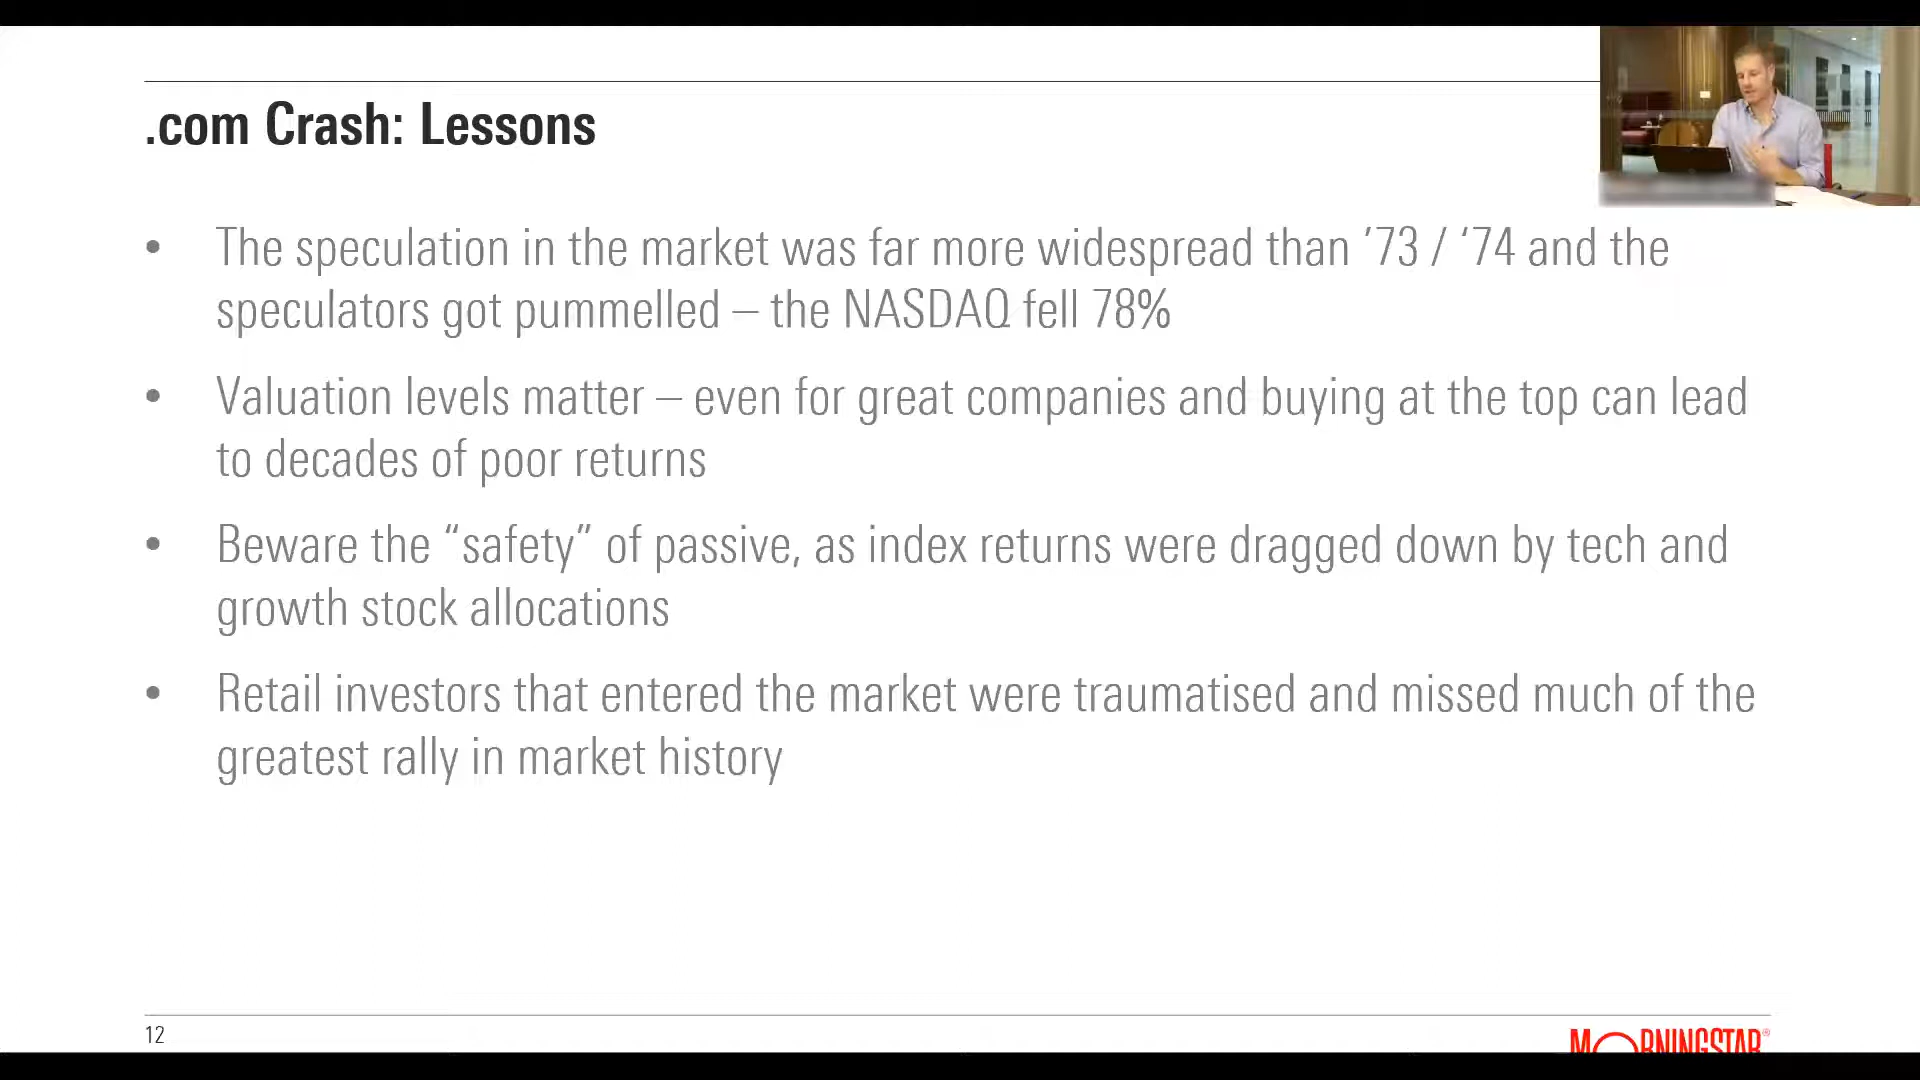 .com Crash: Lessons
• The speculation in the market was far more widespread than ’73 / ‘74 and the
speculators got pummelled – the NASDAQ fell 78%
• Valuation levels matter – even for great companies and buying at the top can lead
to decades of poor returns
• Beware the “safety” of passive, as index returns were dragged down by tech and
growth stock allocations
• Retail investors that entered the market were traumatised and missed much of the
greatest rally in market history
12
MORNINGSTAR®